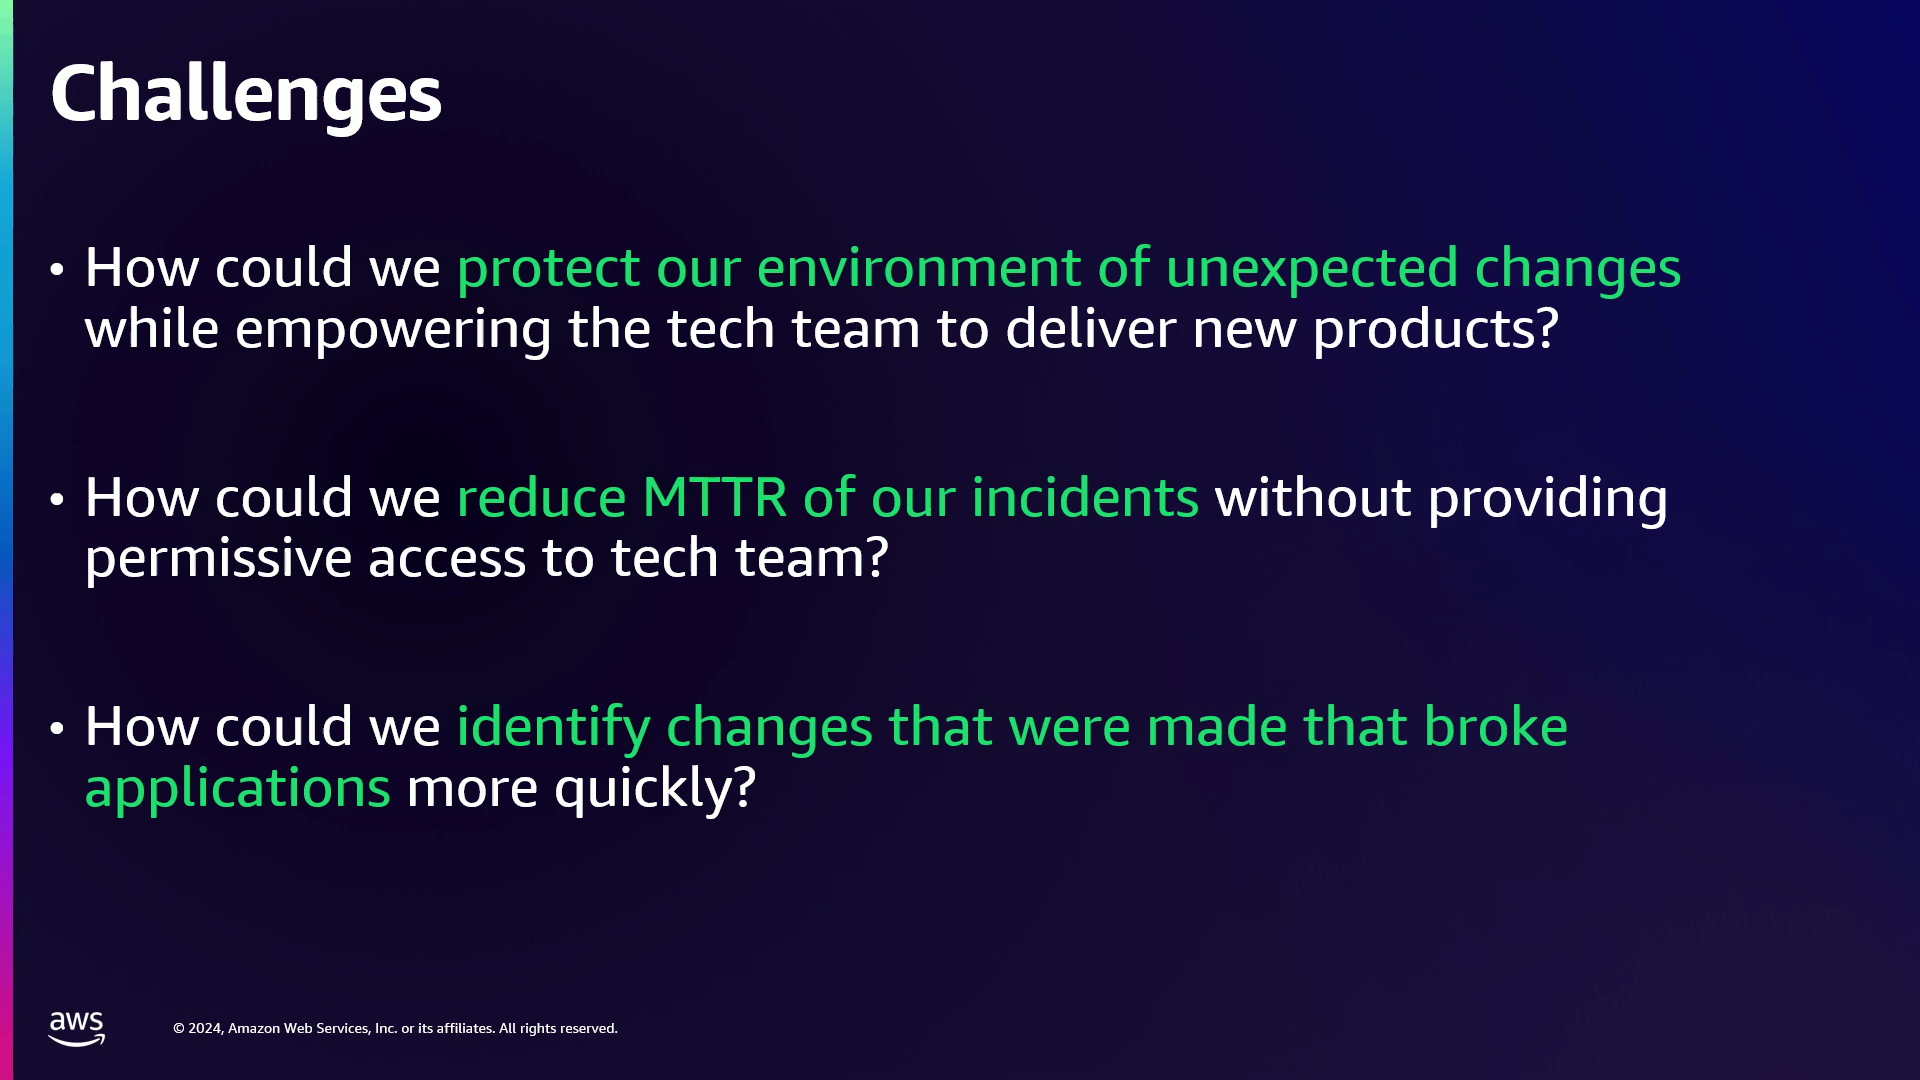 Challenges
• How could we protect our environment of unexpected changes
while empowering the tech team to deliver new products?
• How could we reduce MTTR of our incidents without providing
permissive access to tech team?
• How could we identify changes that were made that broke
applications more quickly?
aws
© 2024, Amazon Web Services, Inc. or its affiliates. All rights reserved.